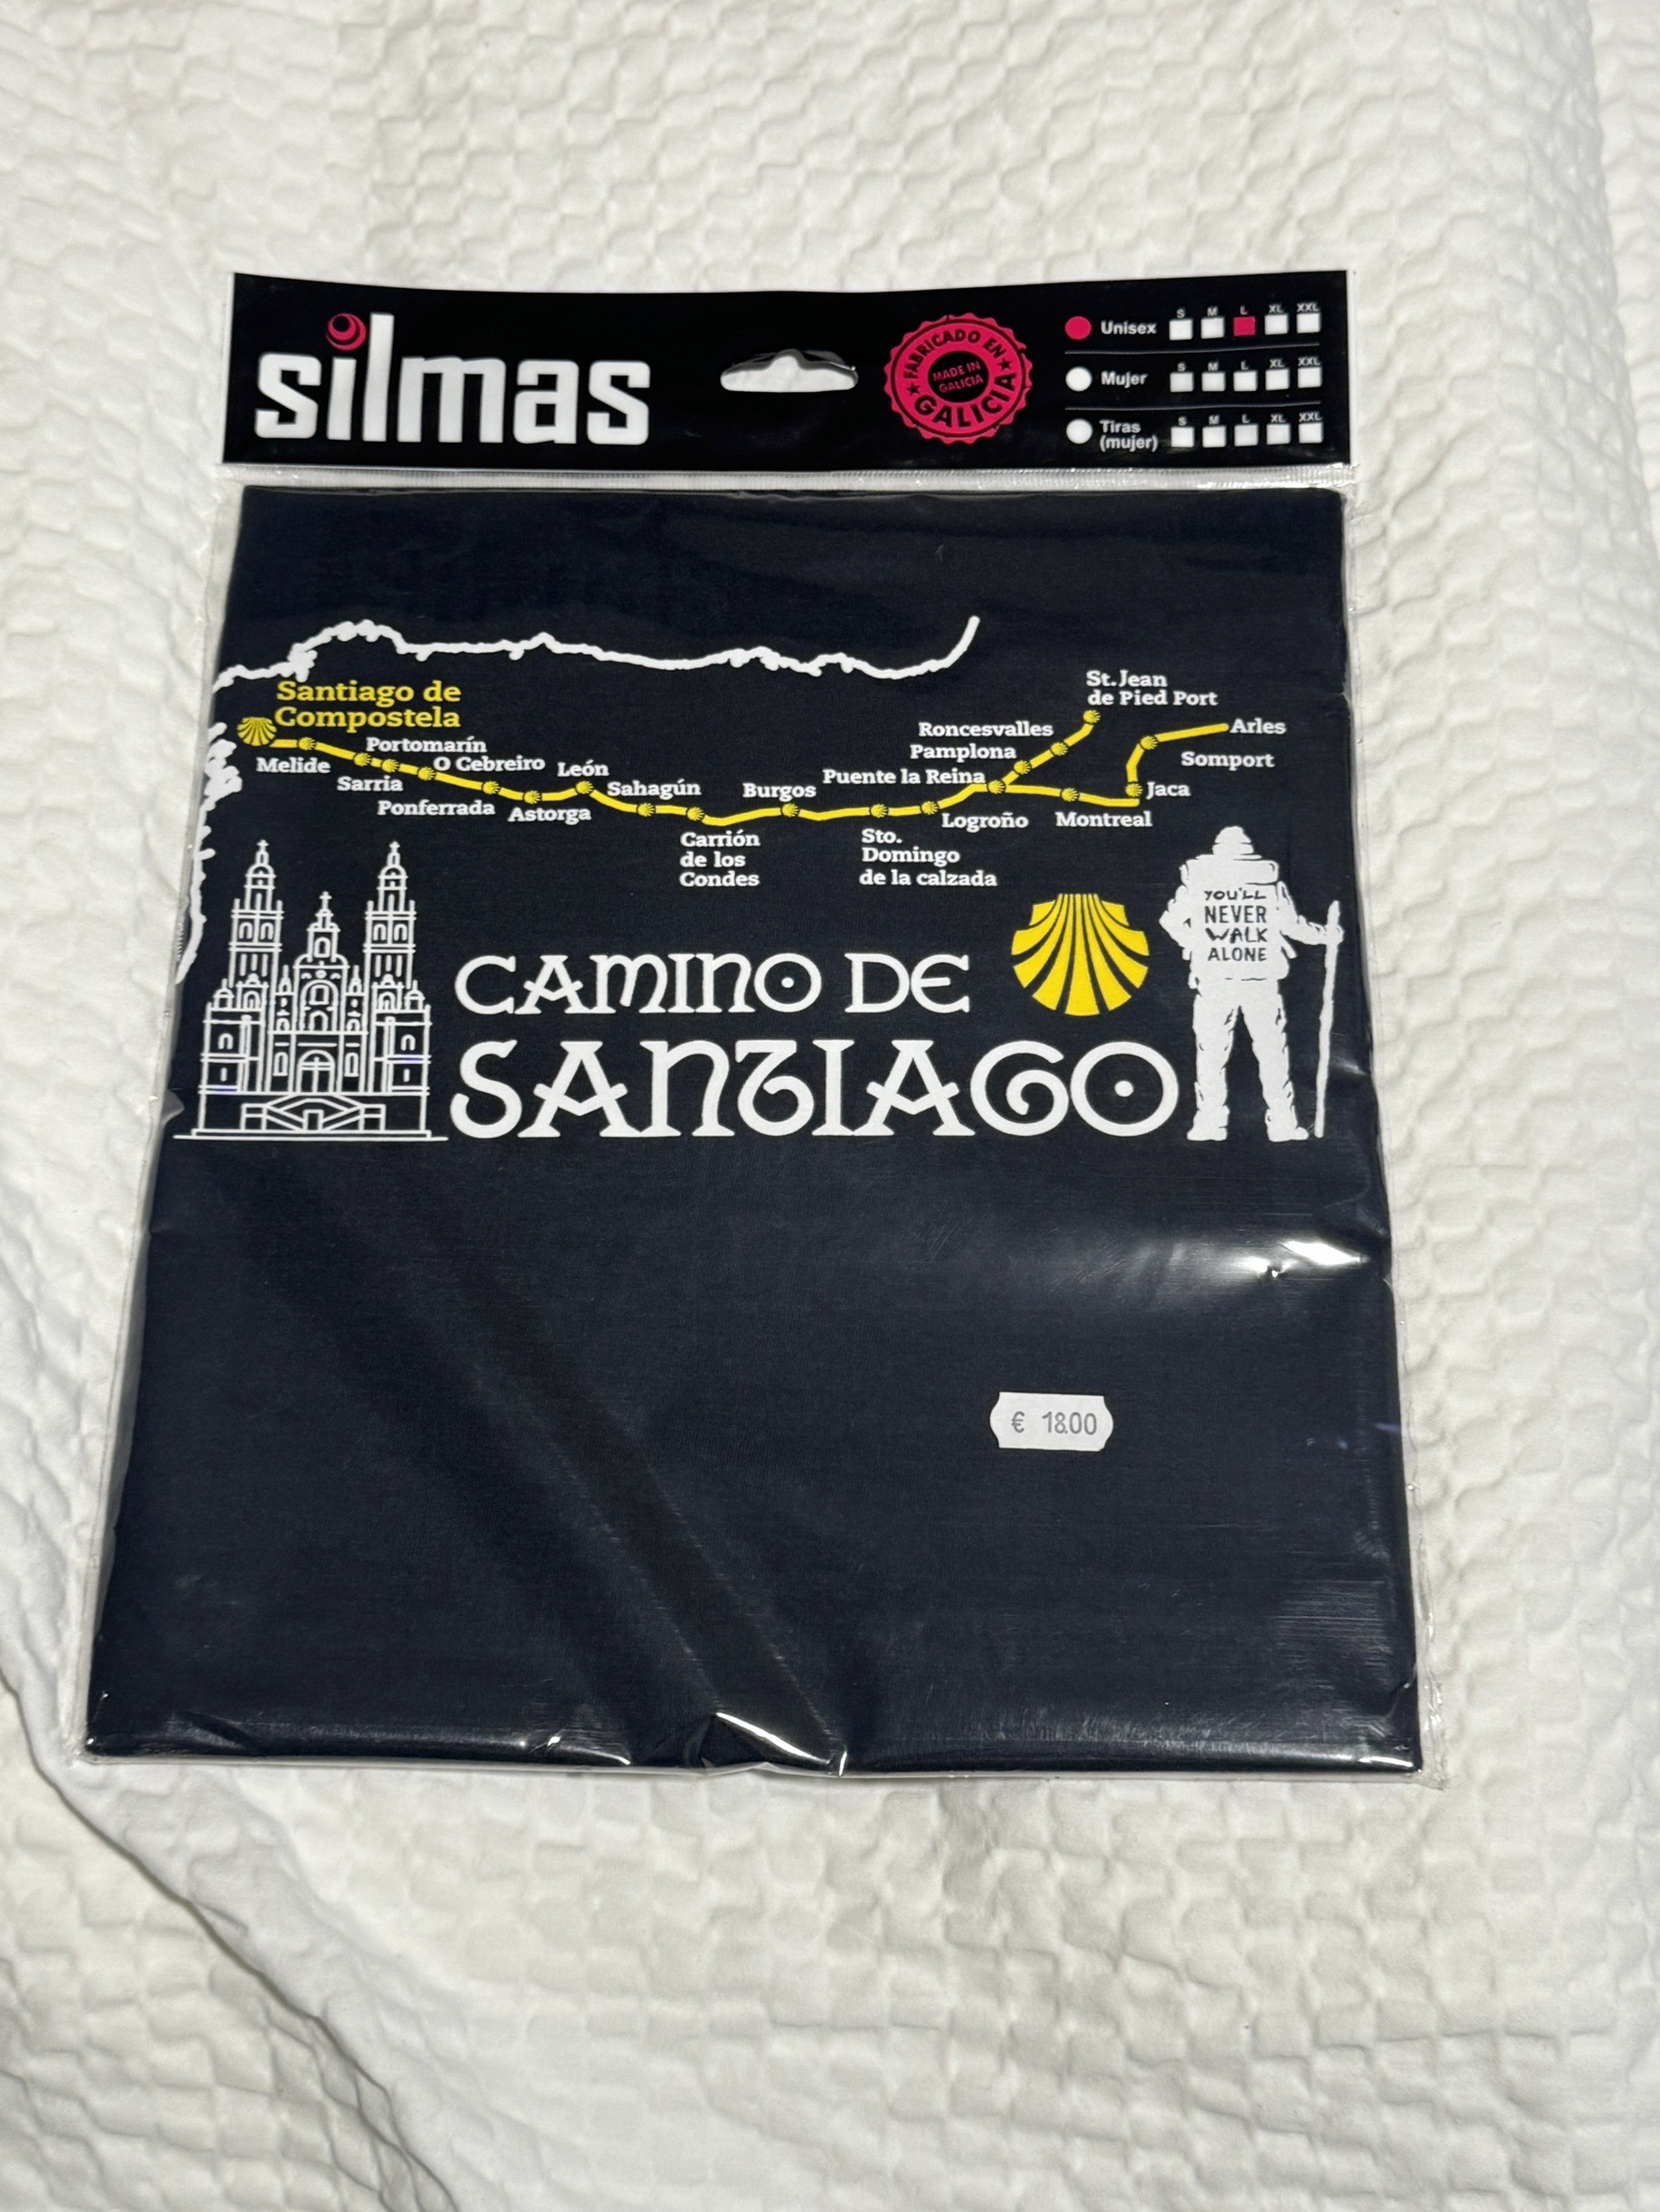 silmas
FABRICADO EN
MADE IN
GALICIA
GALICIA
S M L XL XXL
Unisex
S M L XL XXL
Mujer
S M L XL XXL
Tiras
(mujer)
Santiago de
Compostela
Melide
Portomarín
Sarria
O Cebreiro
Ponferrada
León
Astorga
Sahagún
Carrión
de los
Condes
Burgos
Sto.
Domingo
de la calzada
Puente la Reina
Logroño
Pamplona
Roncesvalles
St.Jean
de Pied Port
Arles
Somport
Jaca
Montreal
CAMINO DE
SANTIAGO
YOU'LL
NEVER
WALK
ALONE
€ 18.00